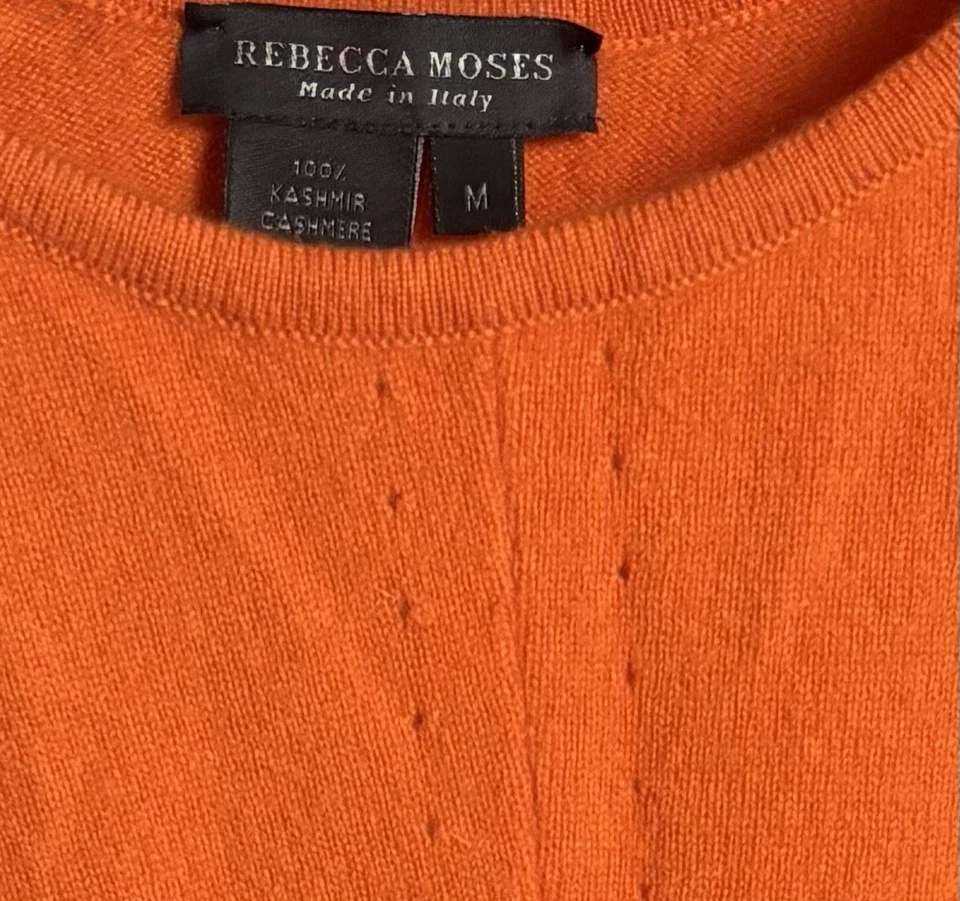 REBECCA MOSES
Made in Italy
100%
KASHMIR
CASHMERE
M